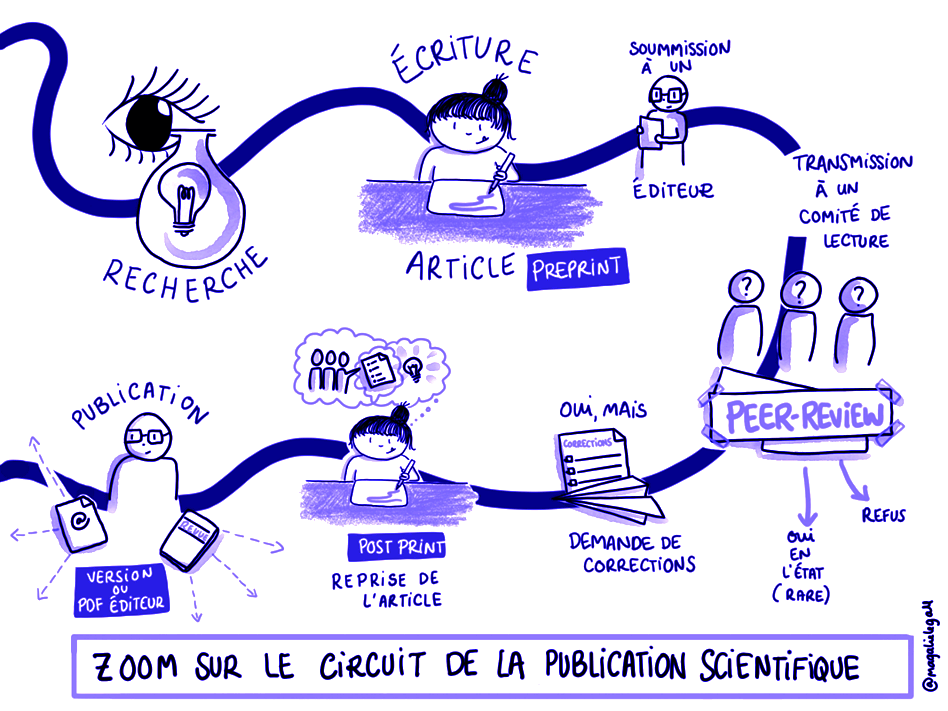 RECHERCHE
ÉCRITURE
ARTICLE
PREPRINT
SOUMMISSION
À UN
ÉDITEUR
TRANSMISSION
À UN
COMITÉ DE
LECTURE
? ? ?
PEER-REVIEW
REFUS
OUI
EN
L'ÉTAT
(RARE)
OUI, MAIS
CORRECTIONS
DEMANDE DE
CORRECTIONS
POST PRINT
REPRISE DE
L'ARTICLE
PUBLICATION
@
REVUE
VERSION
OU
PDF ÉDITEUR
ZOOM SUR LE CIRCUIT DE LA PUBLICATION SCIENTIFIQUE
@magalielegall